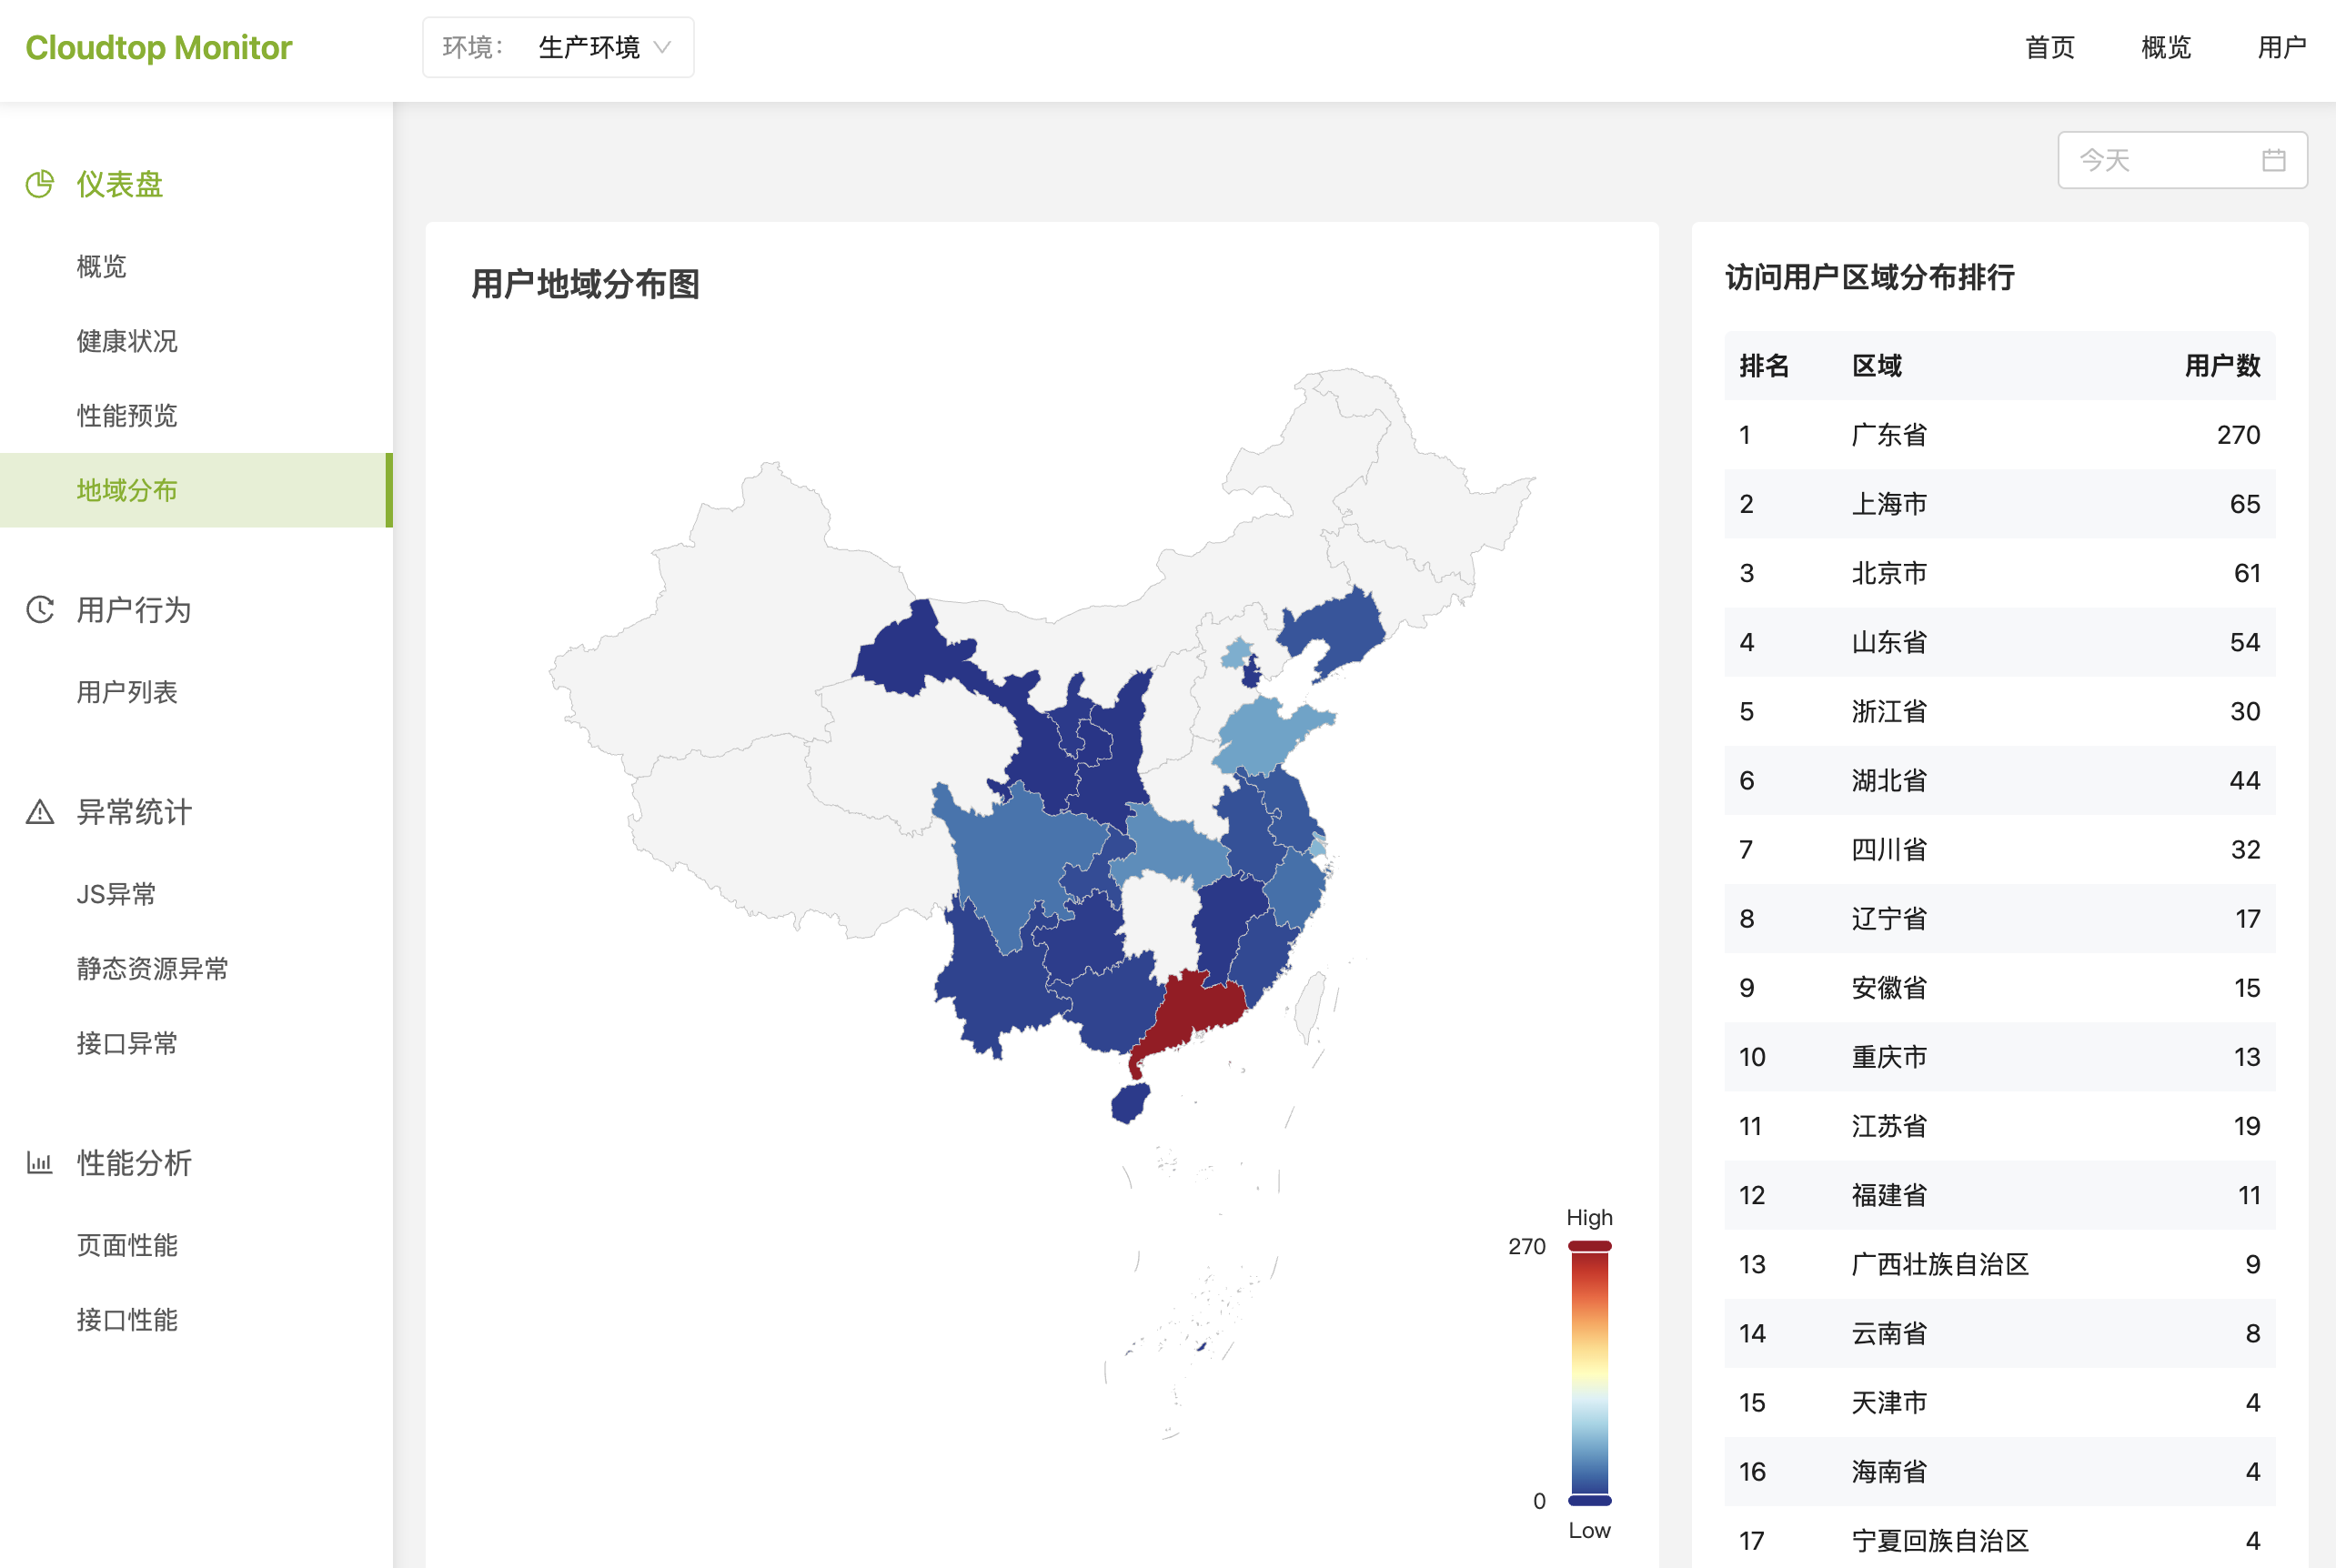 Cloudtop Monitor
环境： 生产环境
首页 概览 用户
今天
仪表盘
概览
健康状况
性能预览
地域分布
用户行为
用户列表
异常统计
JS异常
静态资源异常
接口异常
性能分析
页面性能
接口性能
用户地域分布图
High
270
0
Low
访问用户区域分布排行
排名 区域 用户数
1 广东省 270
2 上海市 65
3 北京市 61
4 山东省 54
5 浙江省 30
6 湖北省 44
7 四川省 32
8 辽宁省 17
9 安徽省 15
10 重庆市 13
11 江苏省 19
12 福建省 11
13 广西壮族自治区 9
14 云南省 8
15 天津市 4
16 海南省 4
17 宁夏回族自治区 4